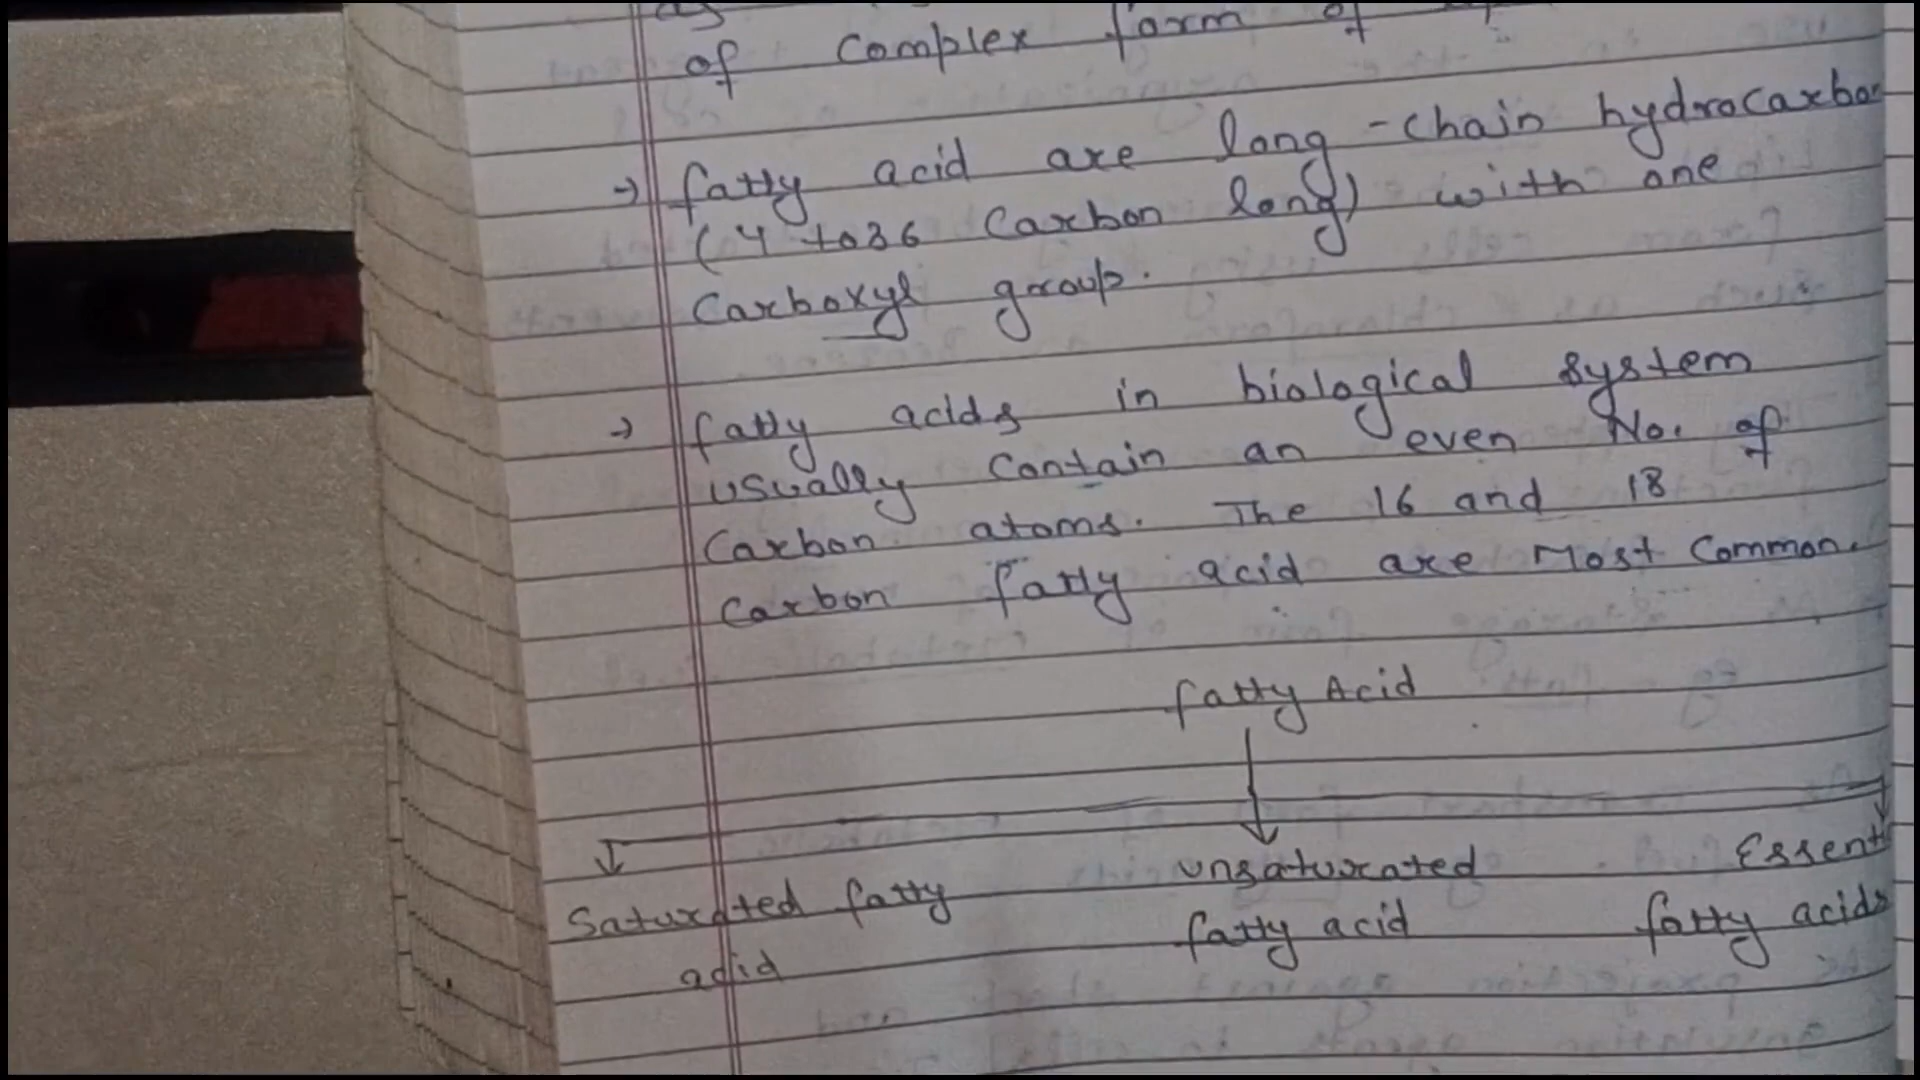 of complex form of
→ fatty acid are long-chain hydrocarbon
(4 to36 Carbon long) with one
Carboxyl group.
→ fatty acids in biological system
usually contain an even No. of
Carbon atoms. The 16 and 18
Carbon fatty acid are Most Common.
fatty Acid
Saturated fatty acid
unsaturated fatty acid
Essenti
fatty acids